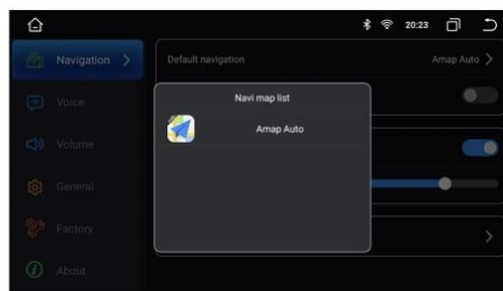 20:23
Navigation
Default navigation
Amap Auto
Voice
Navi map list
Amap Auto
Volume
General
Factory
About